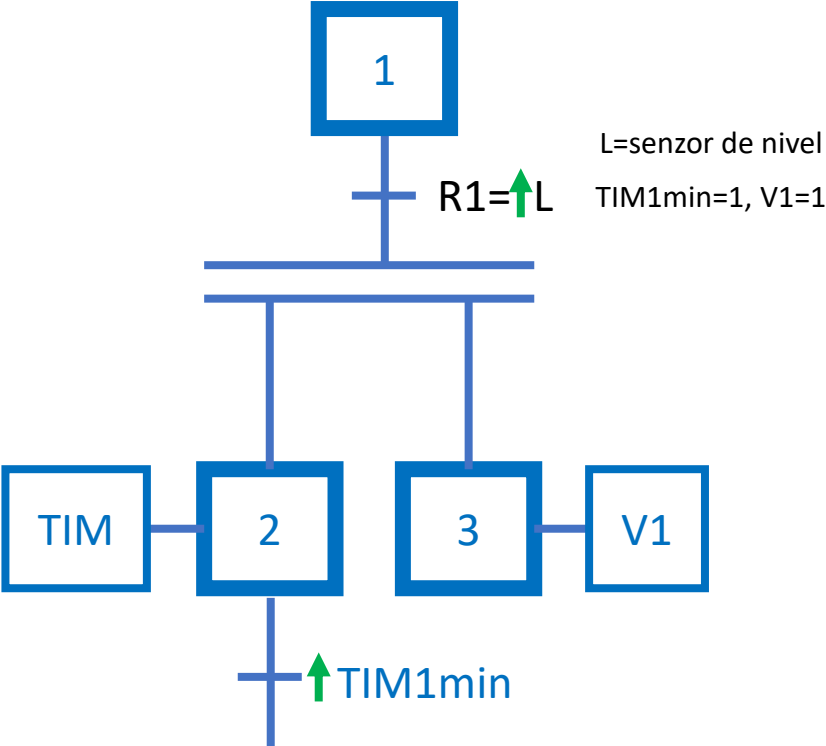 1
L=senzor de nivel
R1=↑L
TIM1min=1, V1=1
TIM
2
3
V1
↑TIM1min